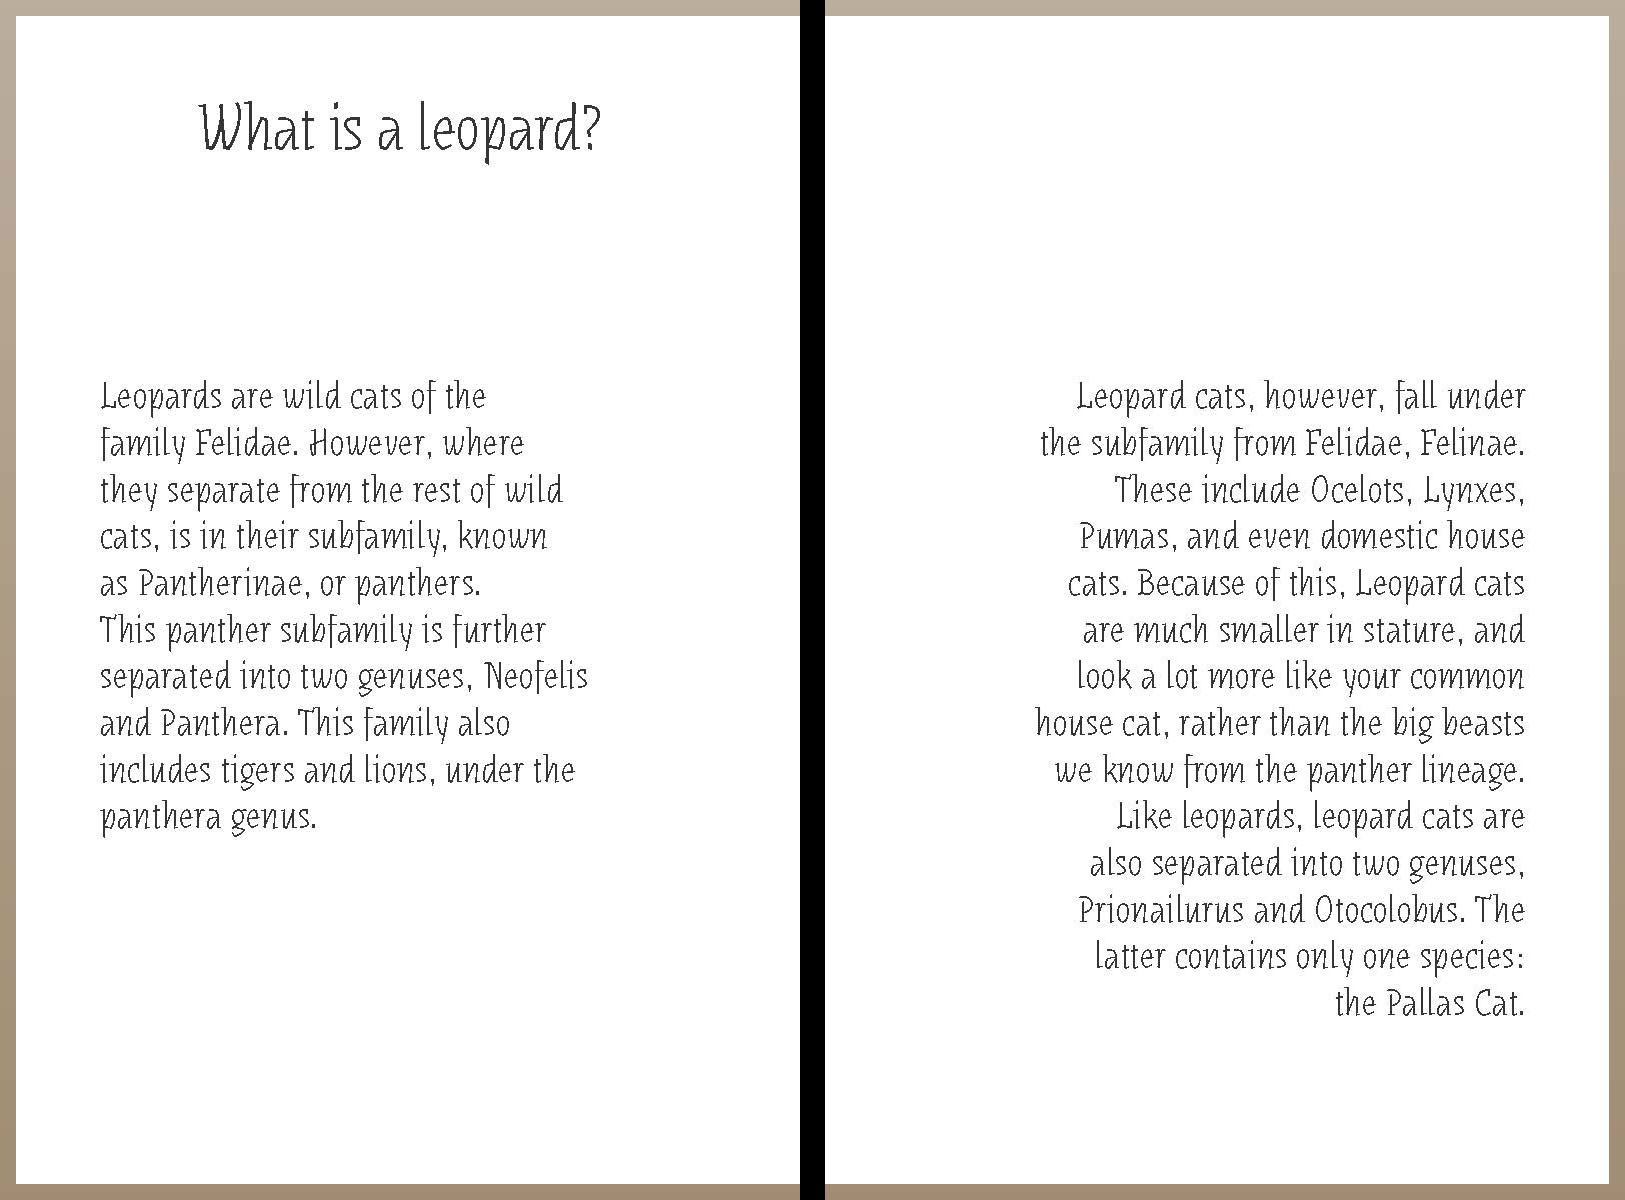 What is a leopard?
Leopards are wild cats of the
family Felidae. However, where
they separate from the rest of wild
cats, is in their subfamily, known
as Pantherinae, or panthers.
This panther subfamily is further
separated into two genuses, Neofelis
and Panthera. This family also
includes tigers and lions, under the
panthera genus.
Leopard cats, however, fall under
the subfamily from Felidae, Felinae.
These include Ocelots, Lynxes,
Pumas, and even domestic house
cats. Because of this, Leopard cats
are much smaller in stature, and
look a lot more like your common
house cat, rather than the big beasts
we know from the panther lineage.
Like leopards, leopard cats are
also separated into two genuses,
Prionailurus and Otocolobus. The
latter contains only one species:
the Pallas Cat.